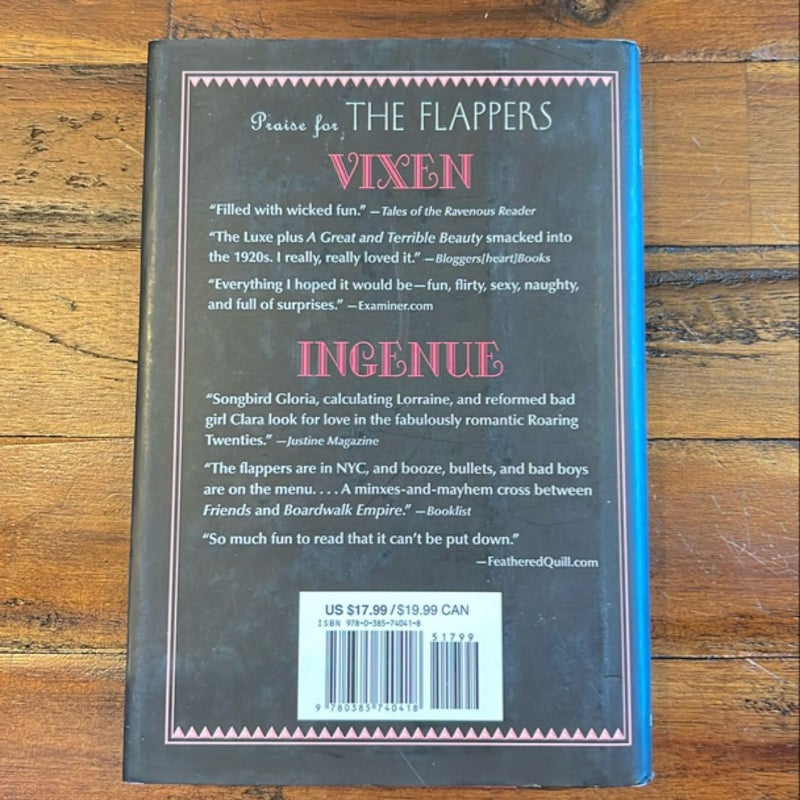 Praise for THE FLAPPERS
VIXEN
“Filled with wicked fun.” —Tales of the Ravenous Reader
“The Luxe plus A Great and Terrible Beauty smacked into
the 1920s. I really, really loved it.” —Bloggers[heart]Books
“Everything I hoped it would be—fun, flirty, sexy, naughty,
and full of surprises.” —Examiner.com
INGENUE
“Songbird Gloria, calculating Lorraine, and reformed bad
girl Clara look for love in the fabulously romantic Roaring
Twenties.” —Justine Magazine
“The flappers are in NYC, and booze, bullets, and bad boys
are on the menu. . . . A minxes-and-mayhem cross between
Friends and Boardwalk Empire.” —Booklist
“So much fun to read that it can’t be put down.”
—FeatheredQuill.com
US $17.99 / $19.99 CAN
ISBN 978-0-385-74041-8
51799
9 780385 740418